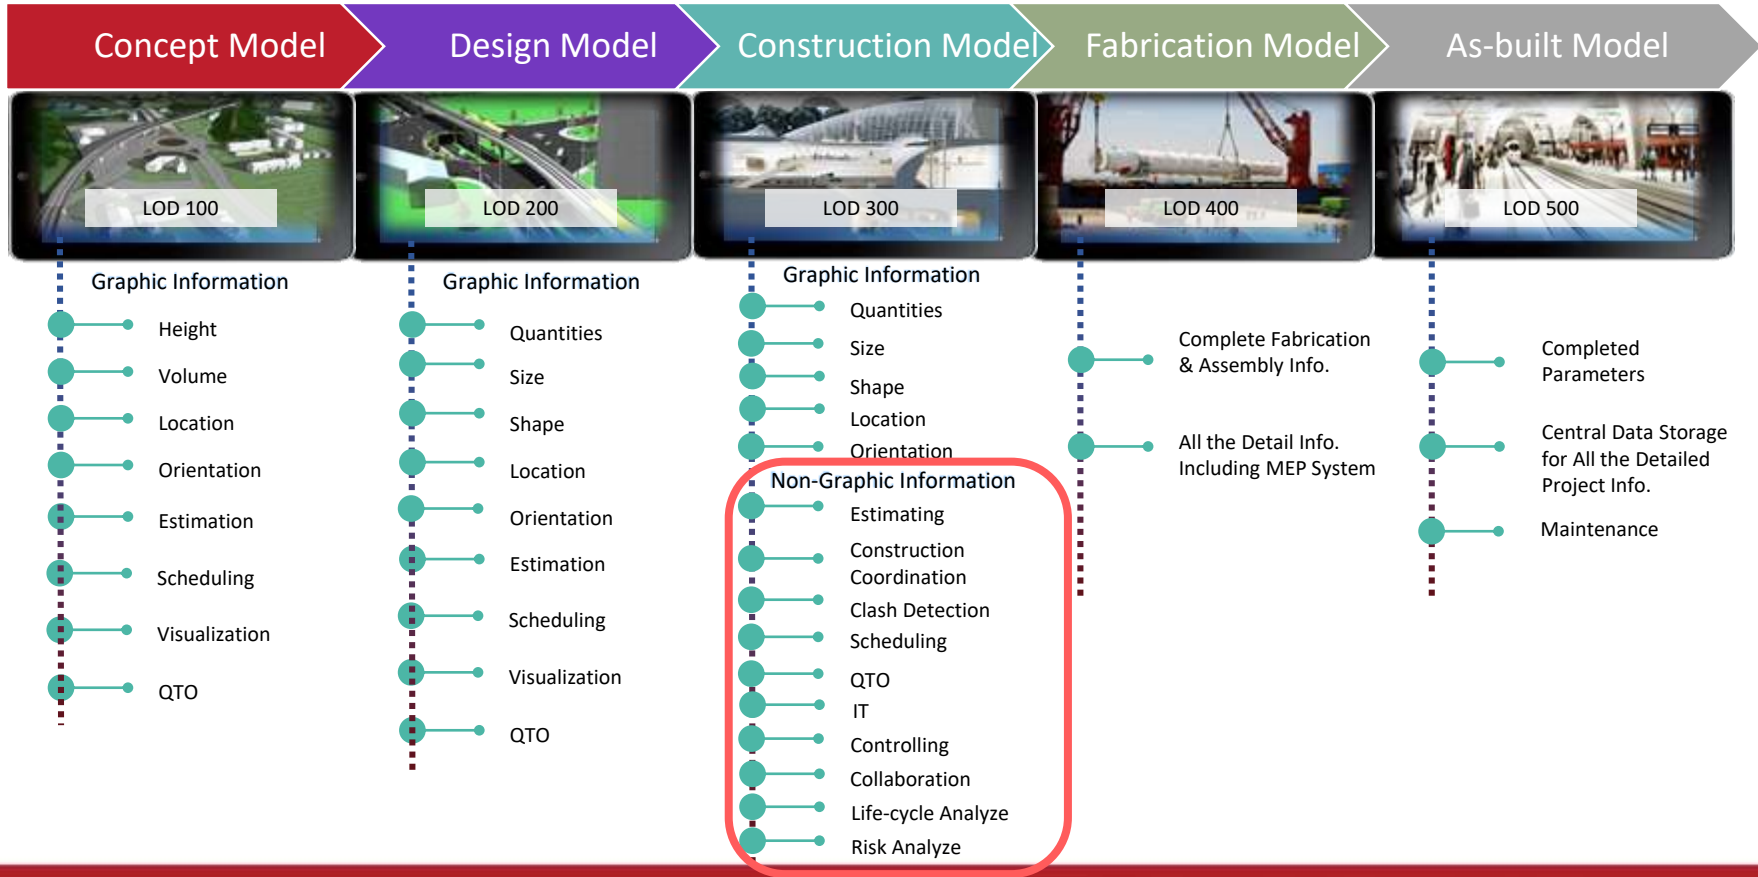 Concept Model
Design Model
Construction Model
Fabrication Model
As-built Model
LOD 100
LOD 200
LOD 300
LOD 400
LOD 500
Graphic Information
Height
Volume
Location
Orientation
Estimation
Scheduling
Visualization
QTO
Graphic Information
Quantities
Size
Shape
Location
Orientation
Estimation
Scheduling
Visualization
QTO
Graphic Information
Quantities
Size
Shape
Location
Orientation
Non-Graphic Information
Estimating
Construction
Coordination
Clash Detection
Scheduling
QTO
IT
Controlling
Collaboration
Life-cycle Analyze
Risk Analyze
Complete Fabrication
& Assembly Info.
All the Detail Info.
Including MEP System
Completed
Parameters
Central Data Storage
for All the Detailed
Project Info.
Maintenance